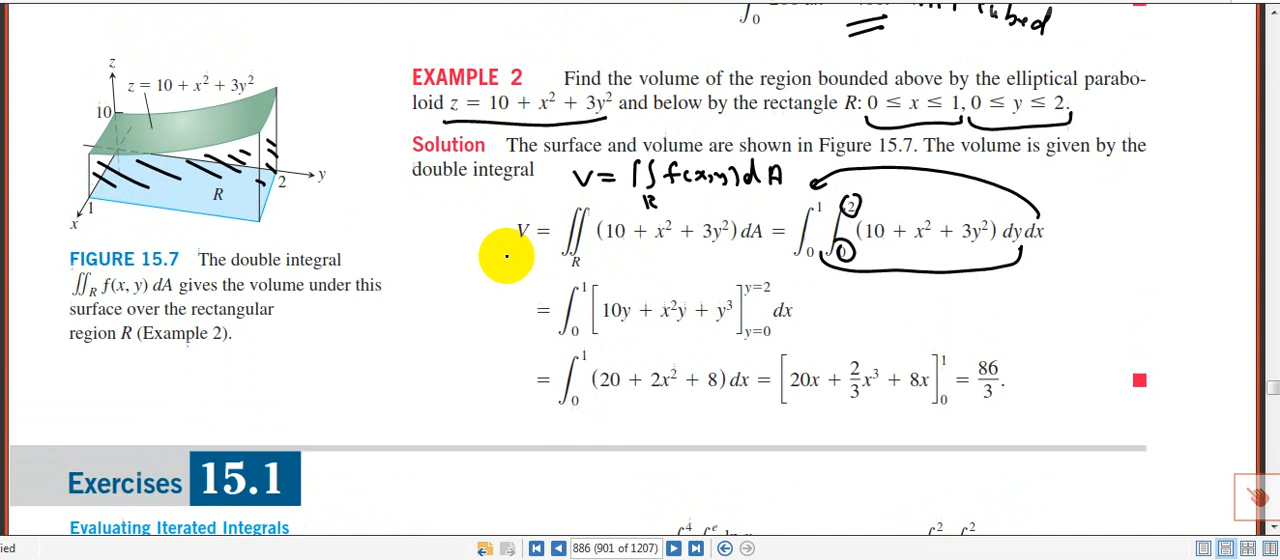 EXAMPLE 2 Find the volume of the region bounded above by the elliptical parabo-
loid z = 10 + x² + 3y² and below by the rectangle R: 0 ≤ x ≤ 1, 0 ≤ y ≤ 2.
Solution The surface and volume are shown in Figure 15.7. The volume is given by the
double integral V = ∬_R f(x,y) dA
V = ∬_R (10 + x² + 3y²) dA = ∫₀¹ ∫₀² (10 + x² + 3y²) dy dx
= ∫₀¹ [10y + x²y + y³]_{y=0}^{y=2} dx
= ∫₀¹ (20 + 2x² + 8) dx = [20x + 2/3 x³ + 8x]₀¹ = 86/3.
z
z = 10 + x² + 3y²
10
R
2
y
1
x
FIGURE 15.7 The double integral
∬_R f(x, y) dA gives the volume under this
surface over the rectangular
region R (Example 2).
Exercises 15.1
Evaluating Iterated Integrals
886 (901 of 1207)